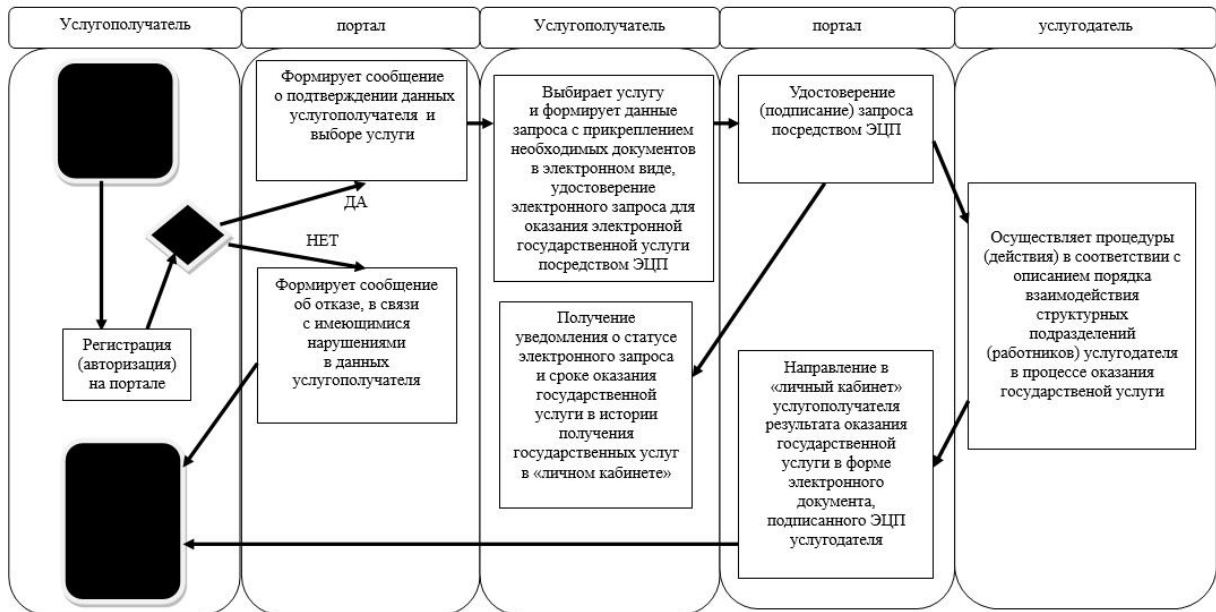 Услугополучатель
портал
Услугополучатель
портал
услугодатель
Формирует сообщение
о подтверждении данных
услугополучателя и
выборе услуги
ДА
НЕТ
Регистрация
(авторизация)
на портале
Формирует сообщение
об отказе, в связи
с имеющимися
нарушениями
в данных
услугополучателя
Выбирает услугу
и формирует данные
запроса с прикреплением
необходимых документов
в электронном виде,
удостоверение
электронного запроса для
оказания электронной
государственной услуги
посредством ЭЦП
Получение
уведомления о статусе
электронного запроса
и сроке оказания
государственной
услуги в истории
получения
государственных услуг
в «личном кабинете»
Удостоверение
(подписание) запроса
посредством ЭЦП
Направление в
«личный кабинет»
услугополучателя
результата оказания
государственной
услуги в форме
электронного
документа,
подписанного ЭЦП
услугодателя
Осуществляет процедуры
(действия) в соответствии с
описанием порядка
взаимодействия
структурных
подразделений
(работников) услугодателя
в процессе оказания
государственой услуги